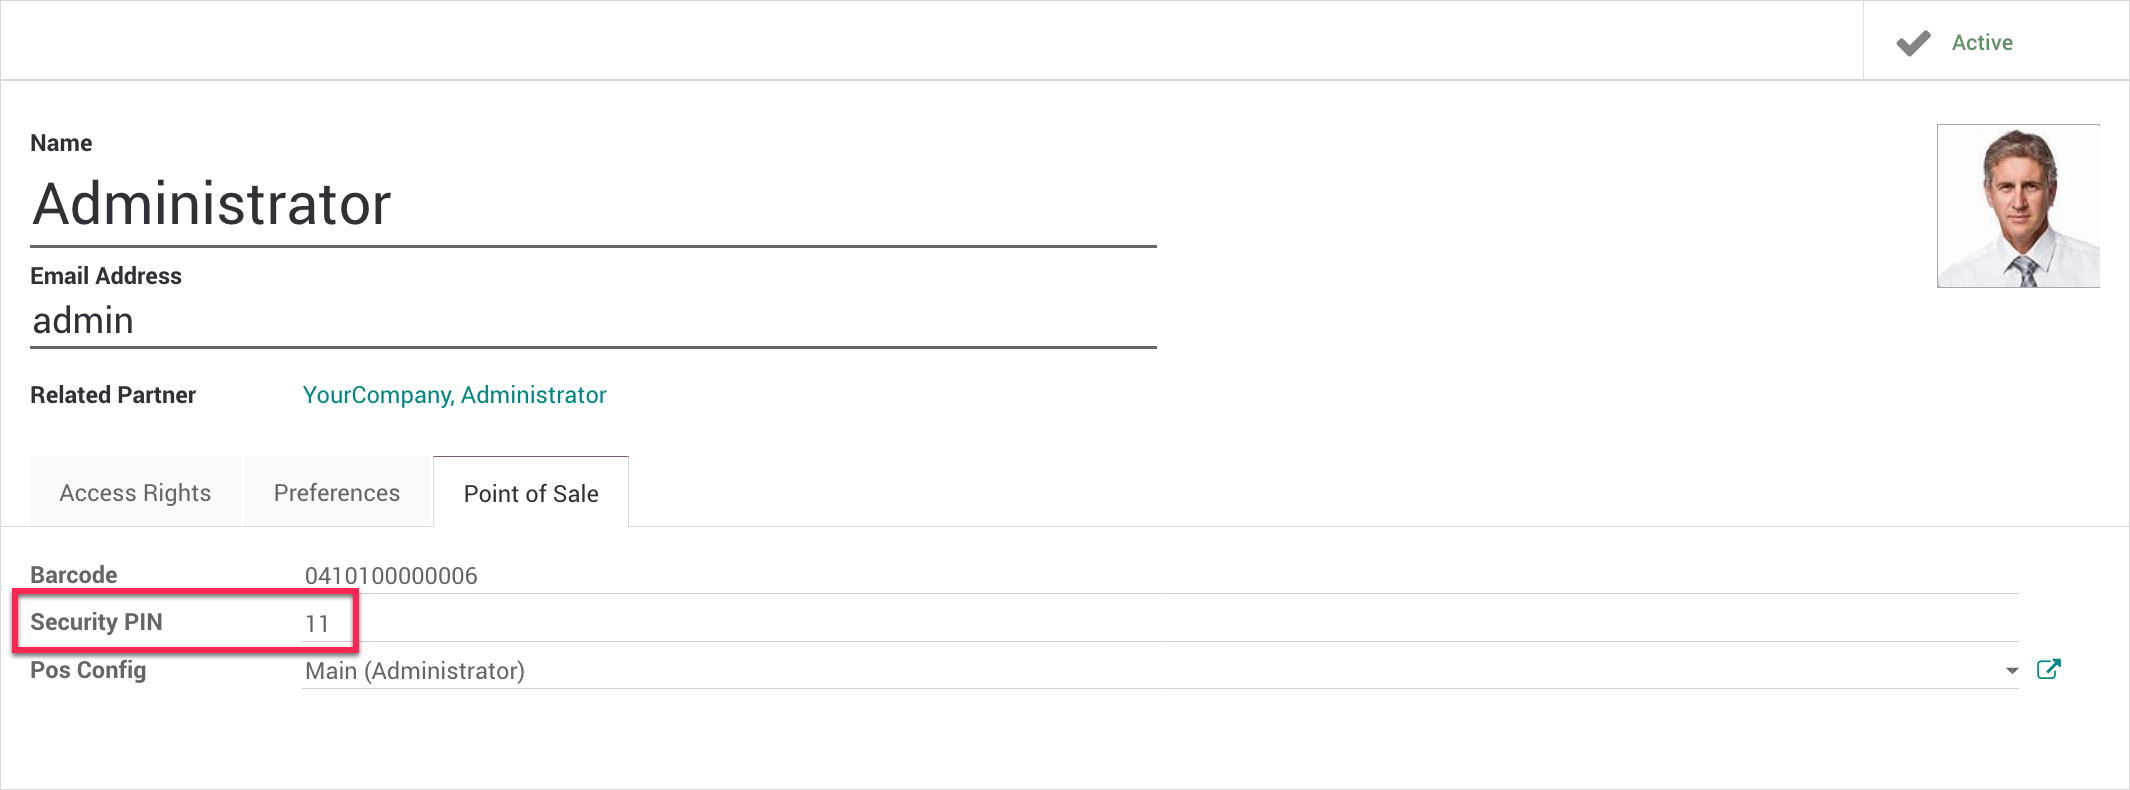 Active
Name
Administrator
Email Address
admin
Related Partner YourCompany, Administrator
Access Rights Preferences Point of Sale
Barcode 0410100000006
Security PIN 11
Pos Config Main (Administrator)